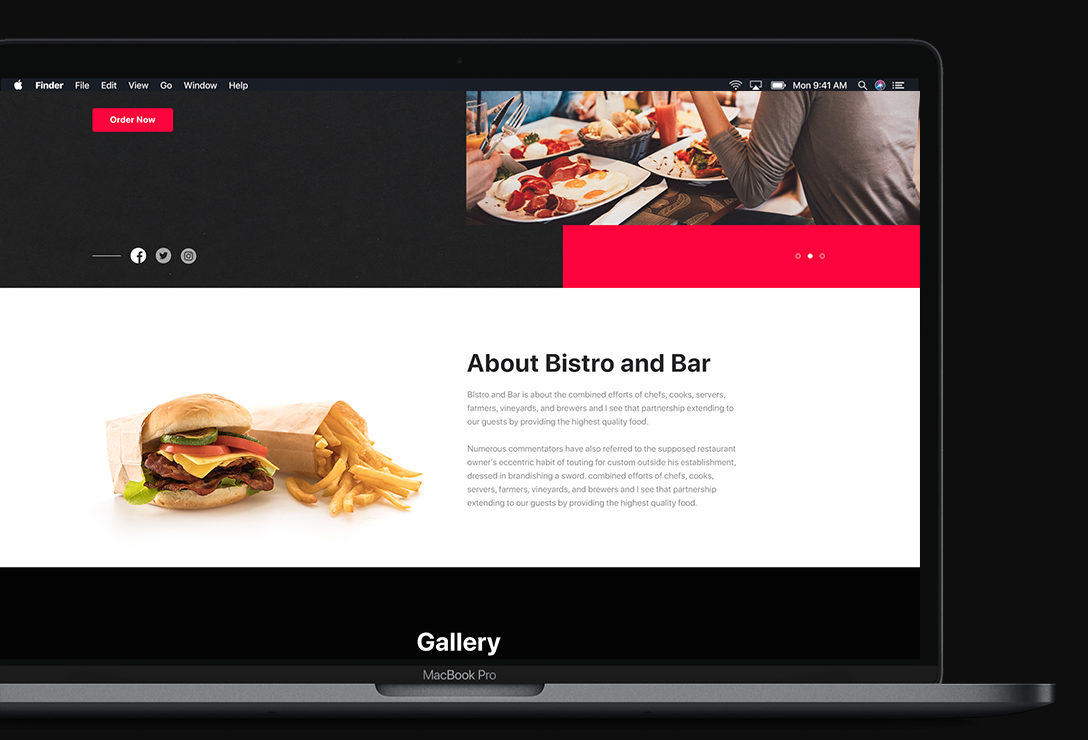 Finder File Edit View Go Window Help Mon 9:41 AM
Order Now
About Bistro and Bar
BIstro and Bar is about the combined efforts of chefs, cooks, servers,
farmers, vineyards, and brewers and I see that partnership extending to
our guests by providing the highest quality food.
Numerous commentators have also referred to the supposed restaurant
owner's eccentric habit of touting for custom outside his establishment,
dressed in brandishing a sword. combined efforts of chefs, cooks,
servers, farmers, vineyards, and brewers and I see that partnership
extending to our guests by providing the highest quality food.
Gallery
MacBook Pro